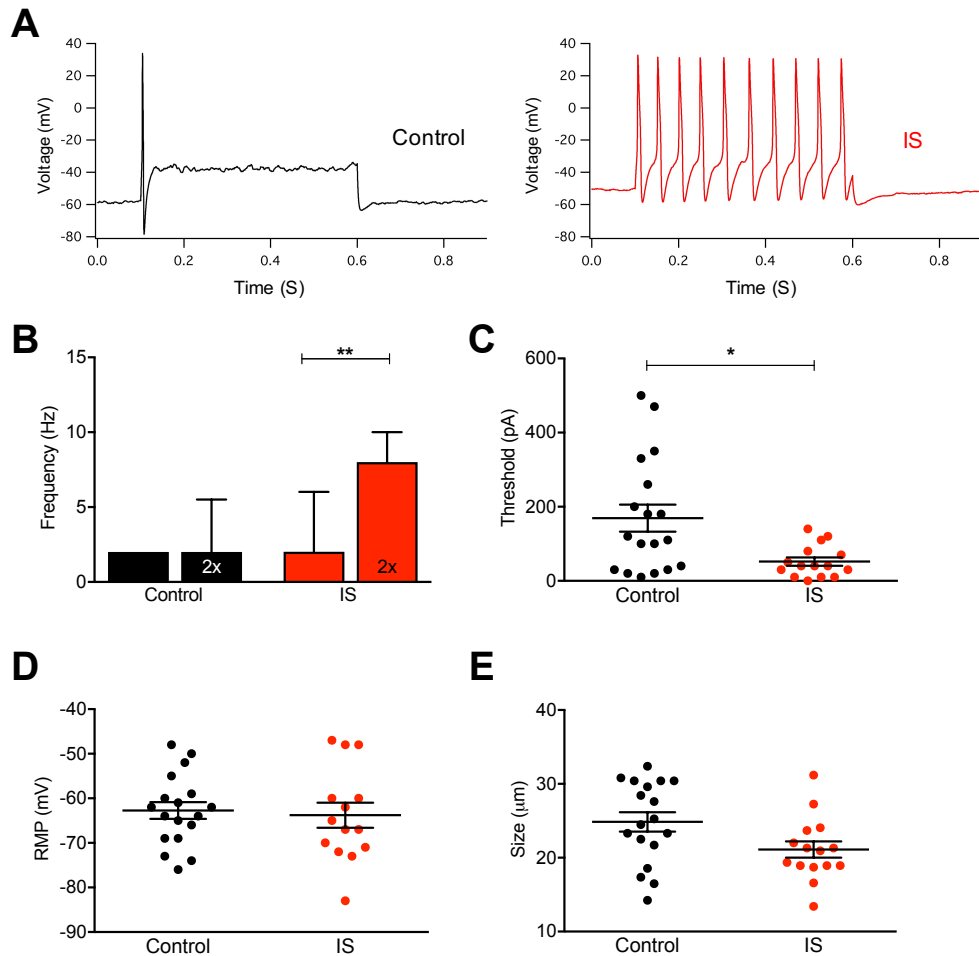 A
Voltage (mV)
40
20
0
-20
-40
-60
-80
0.0 0.2 0.4 0.6 0.8
Time (S)
Control
Voltage (mV)
40
20
0
-20
-40
-60
-80
0.0 0.2 0.4 0.6 0.8
Time (S)
IS
B
Frequency (Hz)
15
10
5
0
**
2x
2x
Control IS
C
Threshold (pA)
600
400
200
0
*
Control IS
D
RMP (mV)
-40
-50
-60
-70
-80
-90
Control IS
E
Size (μm)
40
30
20
10
Control IS